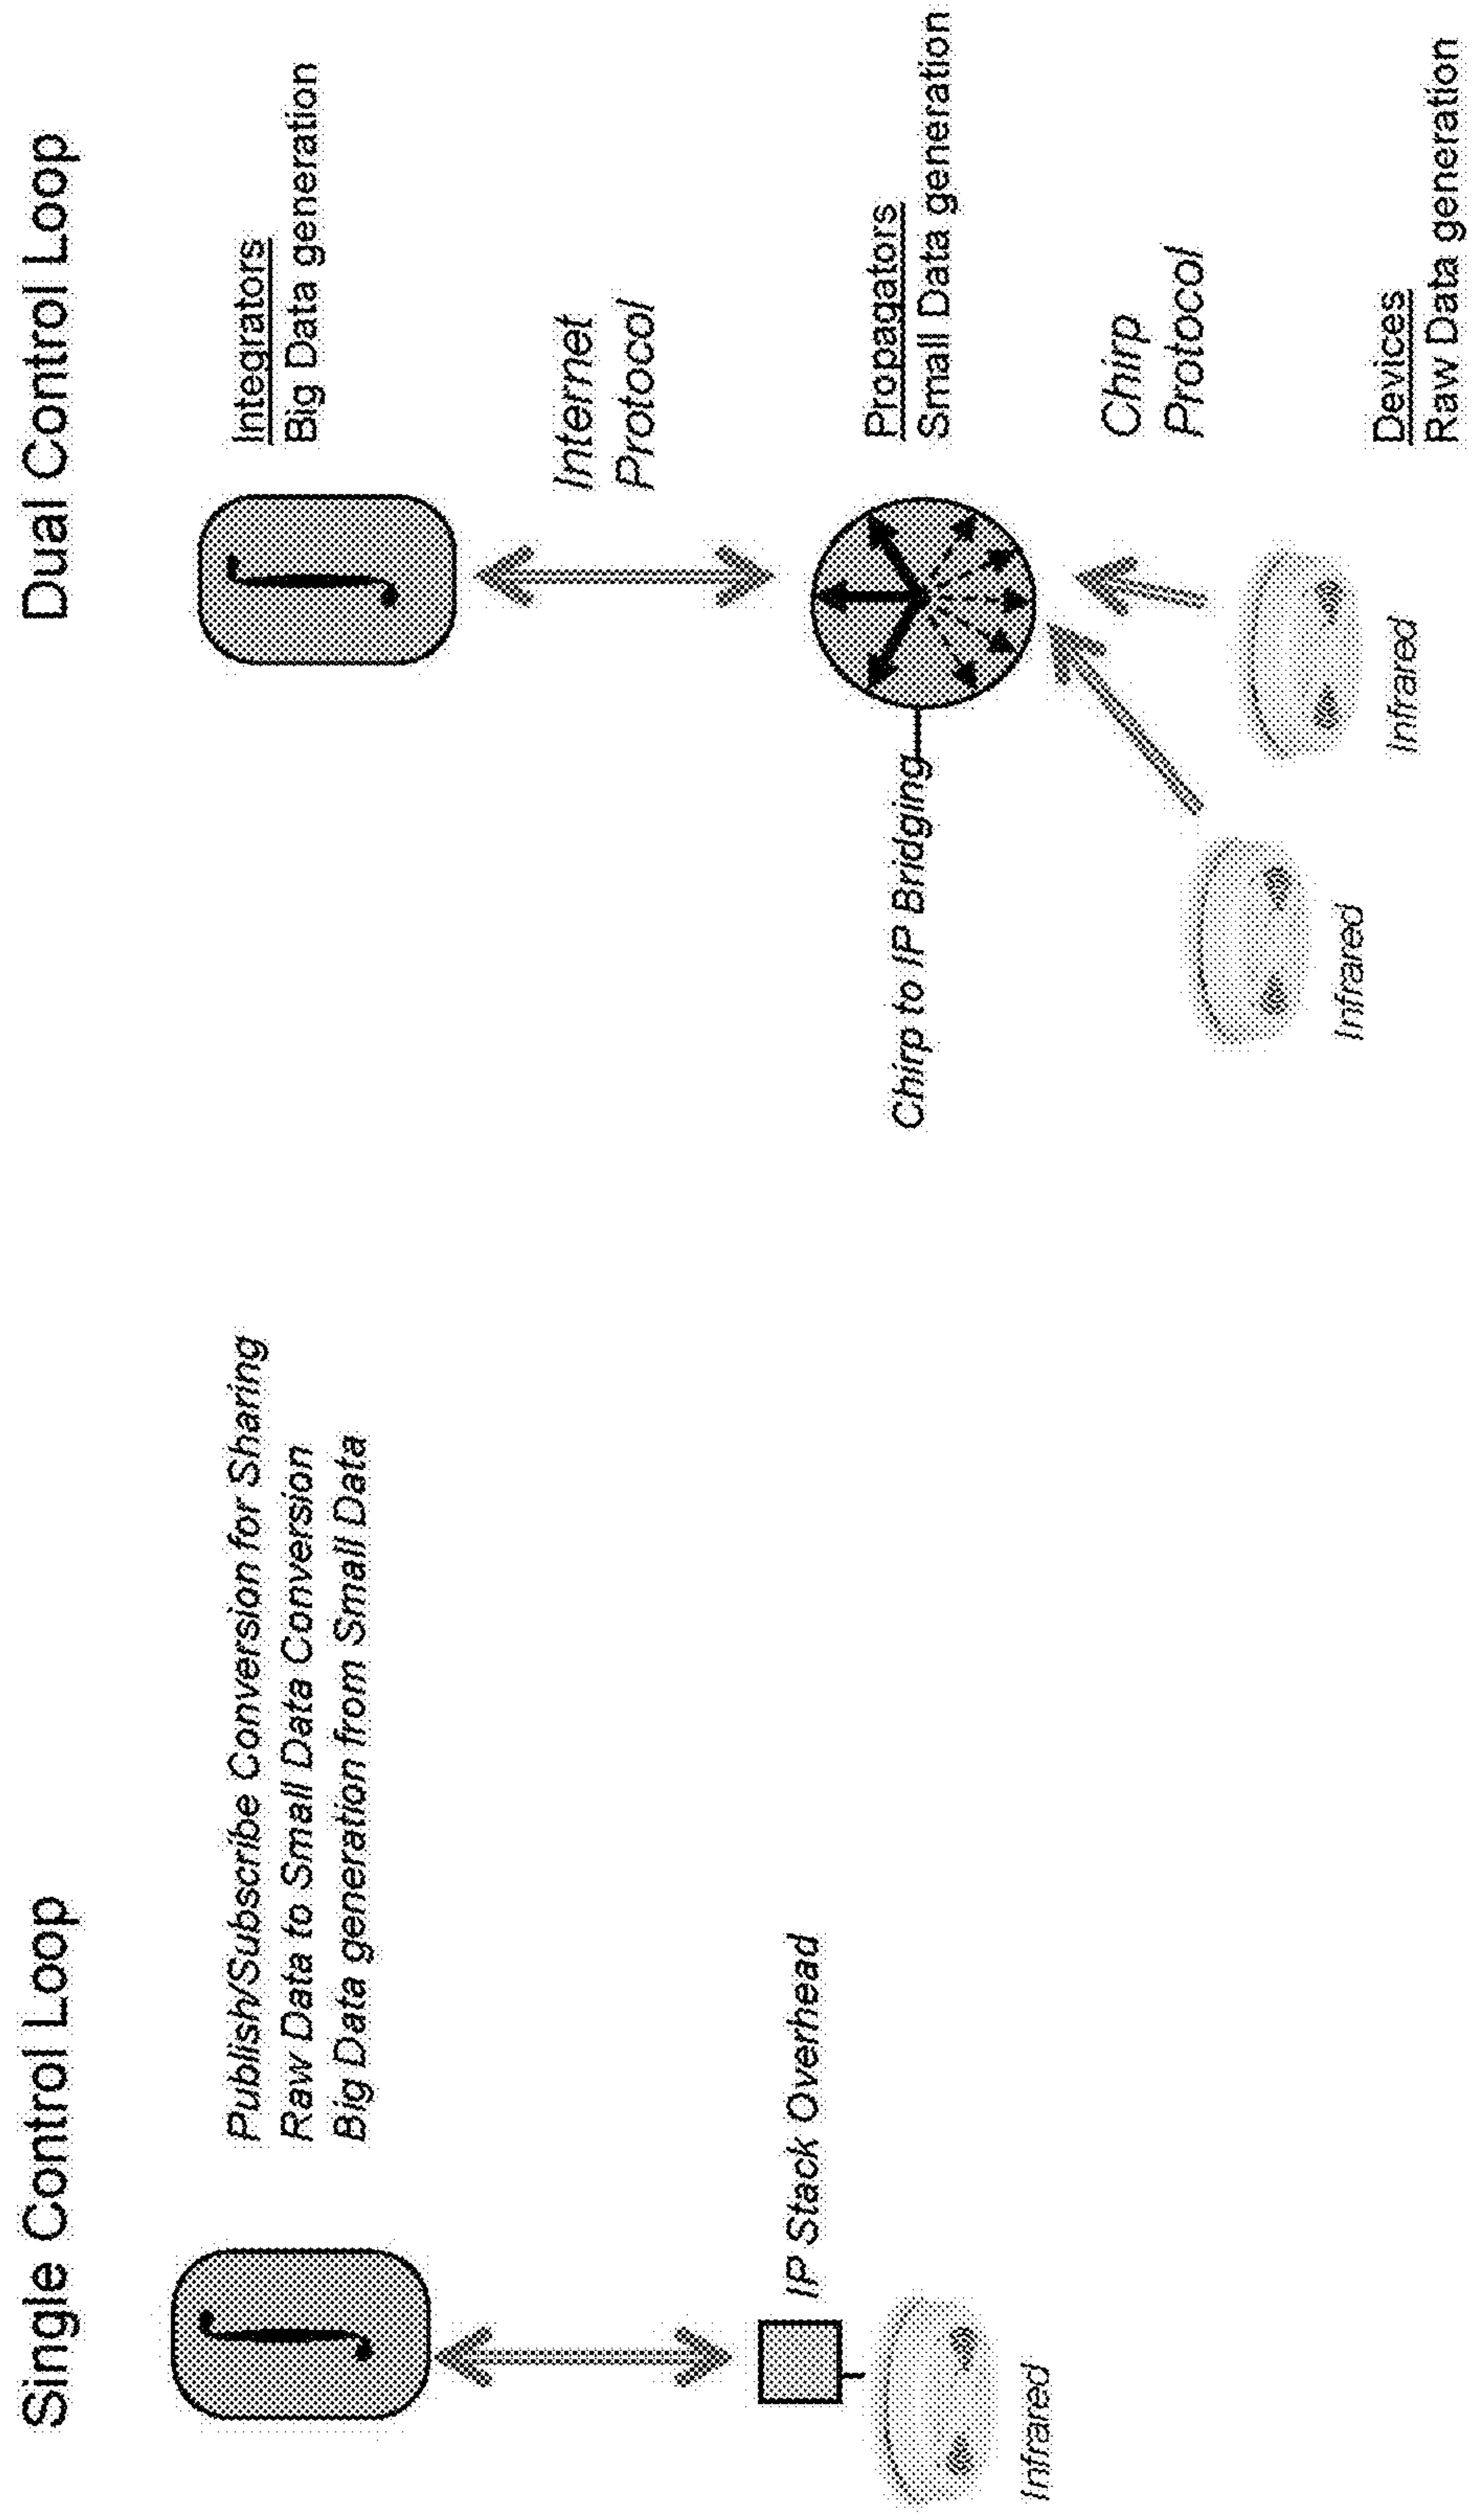 Single Control Loop
Publish/Subscribe Conversion for Sharing
Raw Data to Small Data Conversion
Big Data generation from Small Data
IP Stack Overhead
Infrared
Dual Control Loop
Integrators
Big Data generation
Internet
Protocol
Propagators
Small Data generation
Chirp to IP Bridging
Chirp
Protocol
Devices
Raw Data generation
Infrared
Infrared